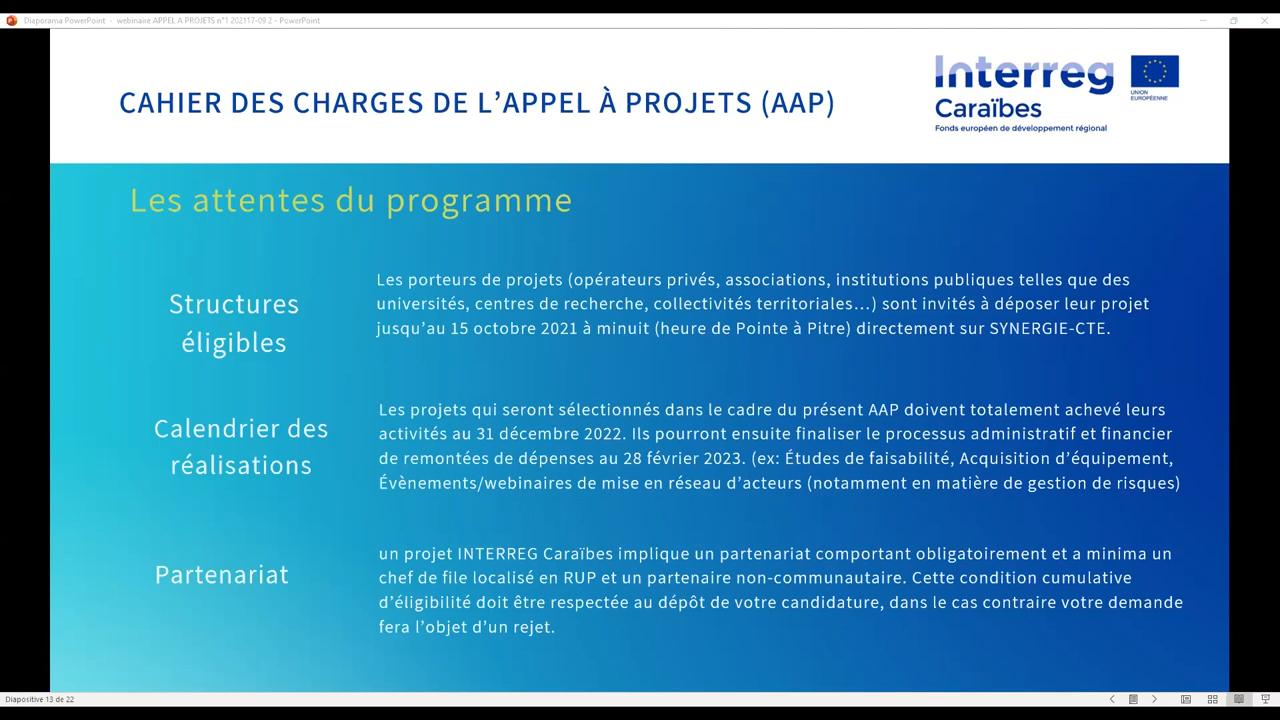 Diaporama PowerPoint - webinaire APPEL A PROJETS n°1 202117-09 2 - PowerPoint
CAHIER DES CHARGES DE L'APPEL À PROJETS (AAP)
Interreg
UNION
EUROPÉENNE
Caraïbes
Fonds européen de développement régional
Les attentes du programme
Structures
éligibles
Les porteurs de projets (opérateurs privés, associations, institutions publiques telles que des
universités, centres de recherche, collectivités territoriales…) sont invités à déposer leur projet
jusqu'au 15 octobre 2021 à minuit (heure de Pointe à Pitre) directement sur SYNERGIE-CTE.
Calendrier des
réalisations
Les projets qui seront sélectionnés dans le cadre du présent AAP doivent totalement achevé leurs
activités au 31 décembre 2022. Ils pourront ensuite finaliser le processus administratif et financier
de remontées de dépenses au 28 février 2023. (ex: Études de faisabilité, Acquisition d'équipement,
Évènements/webinaires de mise en réseau d'acteurs (notamment en matière de gestion de risques)
Partenariat
un projet INTERREG Caraïbes implique un partenariat comportant obligatoirement et a minima un
chef de file localisé en RUP et un partenaire non-communautaire. Cette condition cumulative
d'éligibilité doit être respectée au dépôt de votre candidature, dans le cas contraire votre demande
fera l'objet d'un rejet.
Diapositive 13 de 22